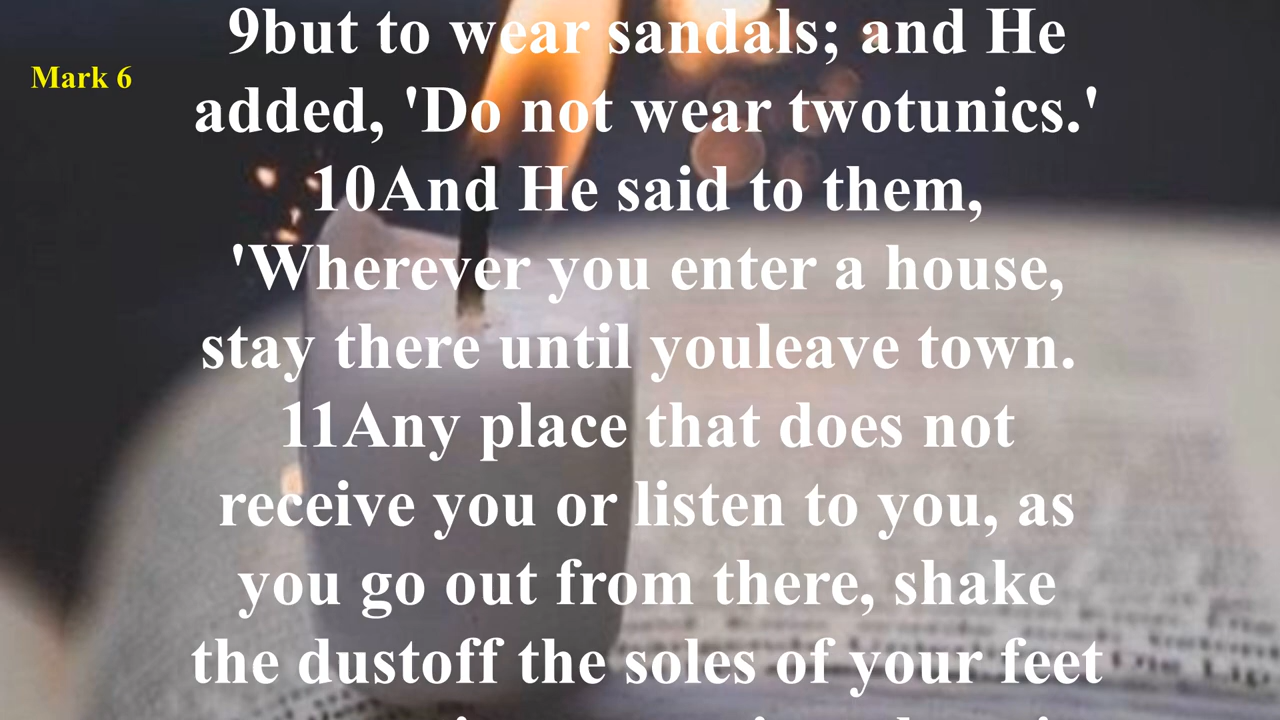 9but to wear sandals; and He
Mark 6
added, 'Do not wear twotunics.'
10And He said to them,
'Wherever you enter a house,
stay there until youleave town.
11Any place that does not
receive you or listen to you, as
you go out from there, shake
the dustoff the soles of your feet